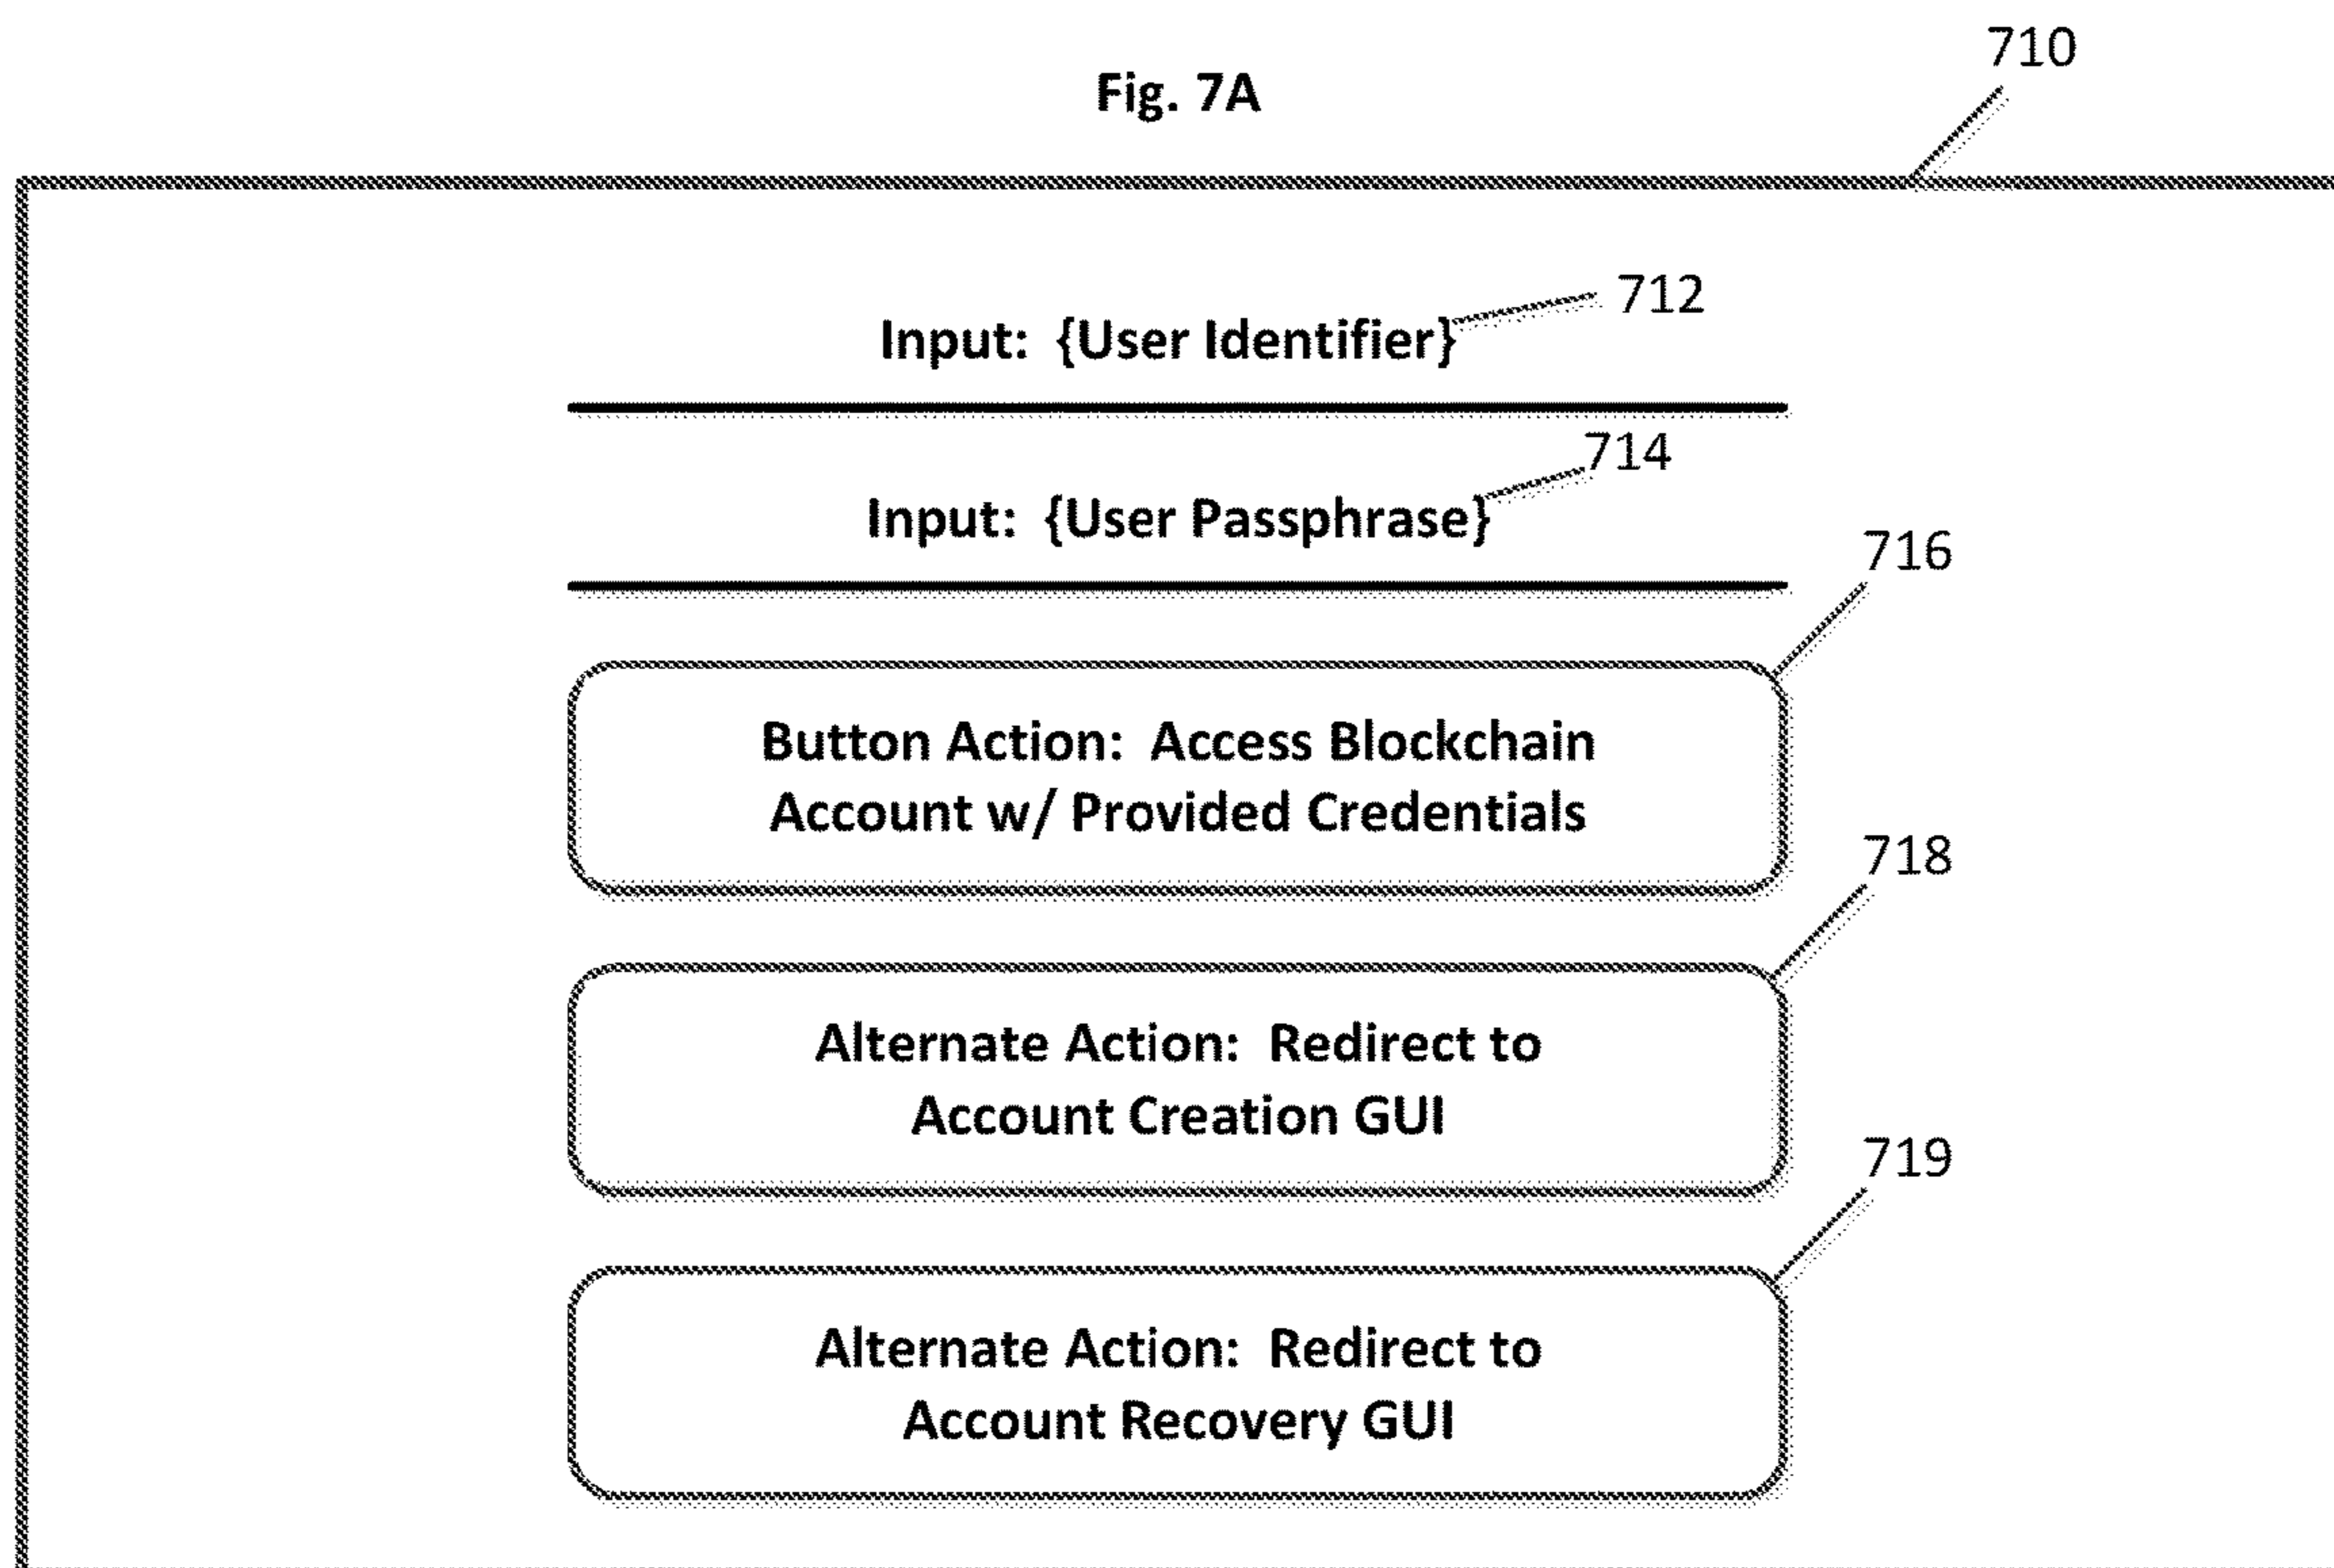 710
Fig. 7A
712
Input: {User Identifier}
714
Input: {User Passphrase}
716
Button Action: Access Blockchain
Account w/ Provided Credentials
718
Alternate Action: Redirect to
Account Creation GUI
719
Alternate Action: Redirect to
Account Recovery GUI